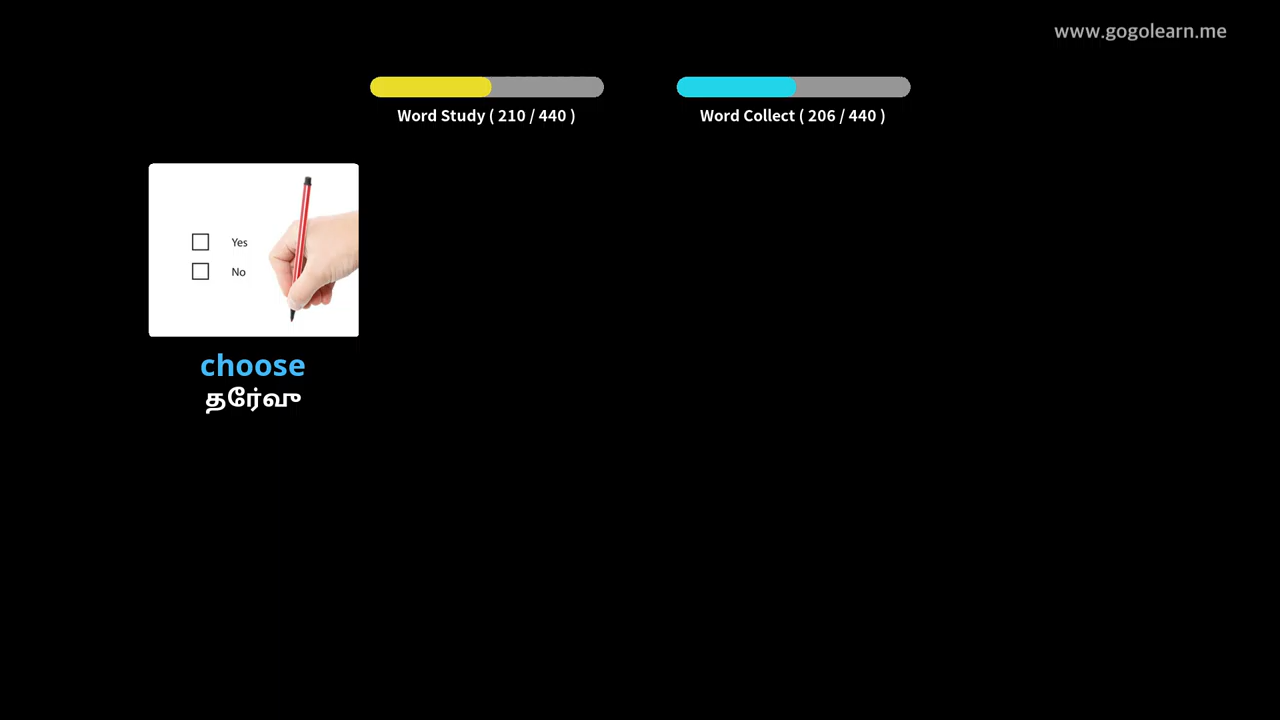 www.gogolearn.me
Word Study ( 210 / 440 )
Word Collect ( 206 / 440 )
Yes
No
choose
தேர்வு